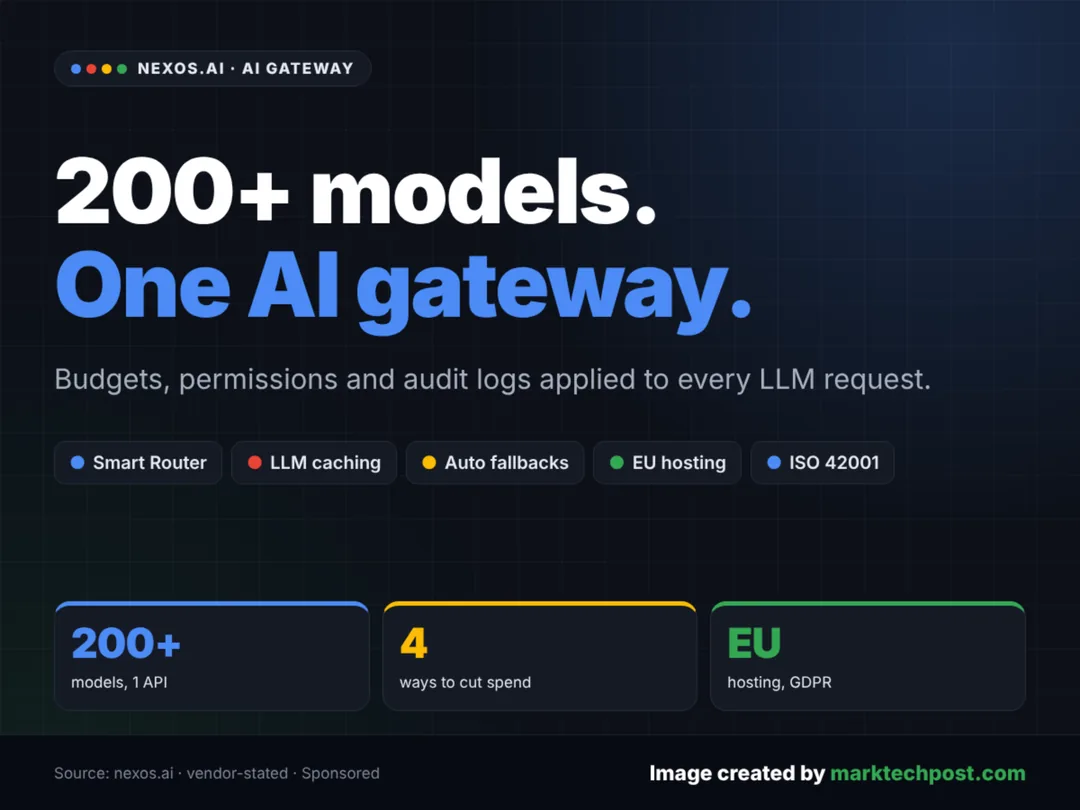 NEXOS.AI · AI GATEWAY
200+ models.
One AI gateway.
Budgets, permissions and audit logs applied to every LLM request.
Smart Router
LLM caching
Auto fallbacks
EU hosting
ISO 42001
200+
models, 1 API
4
ways to cut spend
EU
hosting, GDPR
Source: nexos.ai · vendor-stated · Sponsored
Image created by marktechpost.com